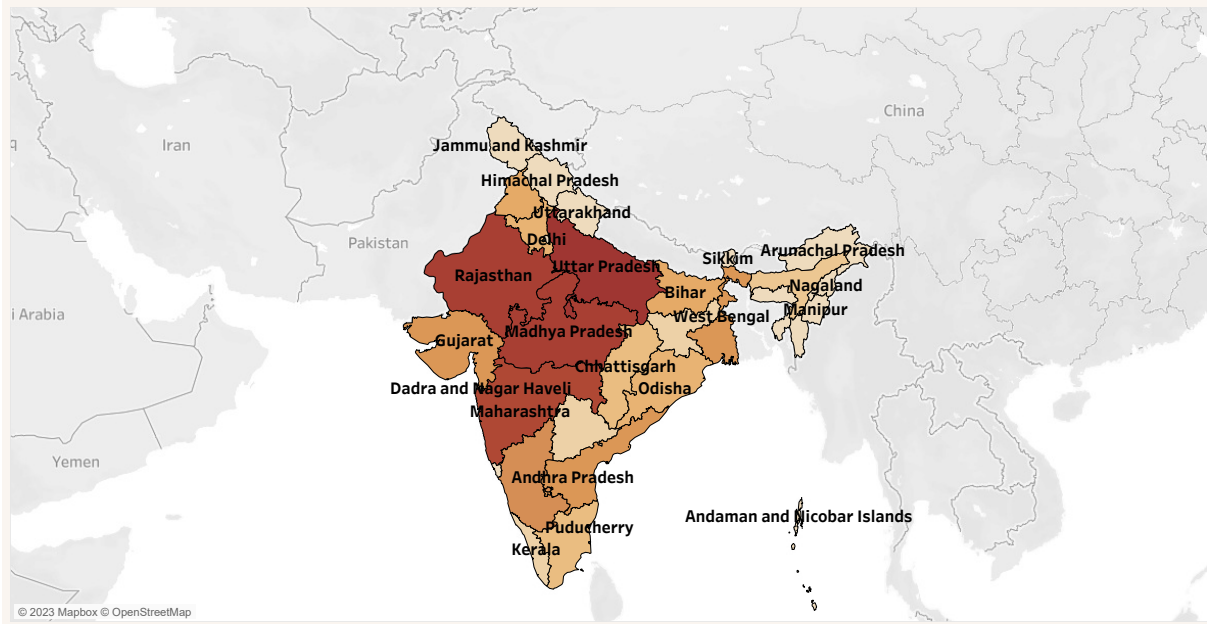 China
Iran
Jammu and Kashmir
Himachal Pradesh
Uttarakhand
Pakistan
Delhi
Arunachal Pradesh
Sikkim
Uttar Pradesh
Rajasthan
Nagaland
Bihar
Manipur
i Arabia
West Bengal
Madhya Pradesh
Gujarat
Chhattisgarh
Dadra and Nagar Haveli
Odisha
Maharashtra
Yemen
Andhra Pradesh
Andaman and Nicobar Islands
Puducherry
Kerala
© 2023 Mapbox © OpenStreetMap